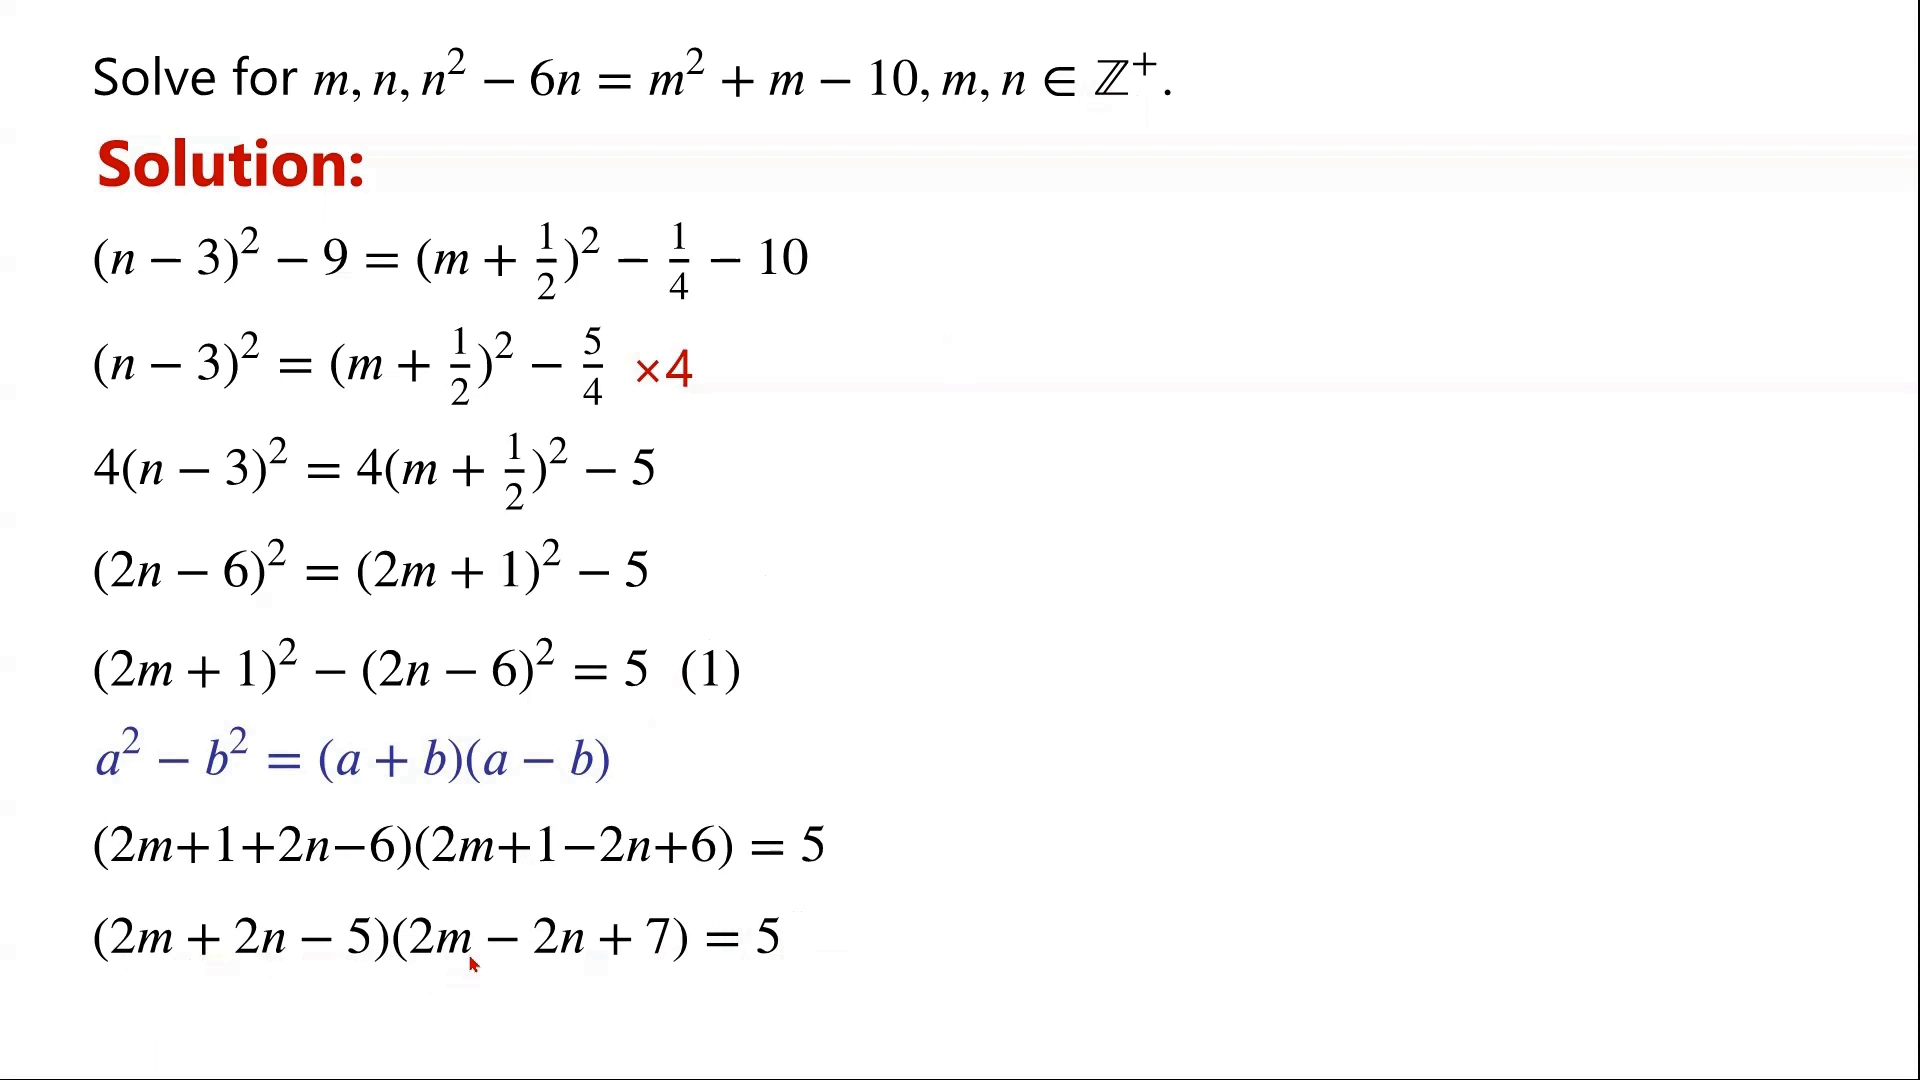 Solve for m, n, n² − 6n = m² + m − 10, m, n ∈ ℤ⁺.
Solution:
(n − 3)² − 9 = (m + 1/2)² − 1/4 − 10
(n − 3)² = (m + 1/2)² − 5/4 ×4
4(n − 3)² = 4(m + 1/2)² − 5
(2n − 6)² = (2m + 1)² − 5
(2m + 1)² − (2n − 6)² = 5 (1)
a² − b² = (a + b)(a − b)
(2m+1+2n−6)(2m+1−2n+6) = 5
(2m + 2n − 5)(2m − 2n + 7) = 5